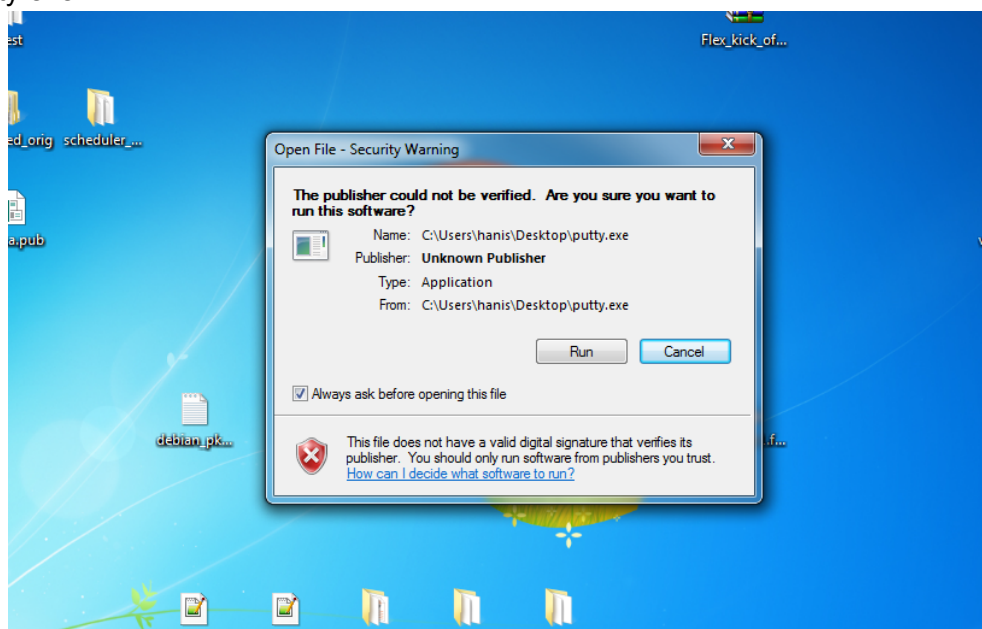 est
Flex_kick_of...
ed_orig
scheduler_...
a.pub
Open File - Security Warning
The publisher could not be verified. Are you sure you want to
run this software?
Name: C:\Users\hanis\Desktop\putty.exe
Publisher: Unknown Publisher
Type: Application
From: C:\Users\hanis\Desktop\putty.exe
Run
Cancel
Always ask before opening this file
debian_pk...
This file does not have a valid digital signature that verifies its
publisher. You should only run software from publishers you trust.
How can I decide what software to run?